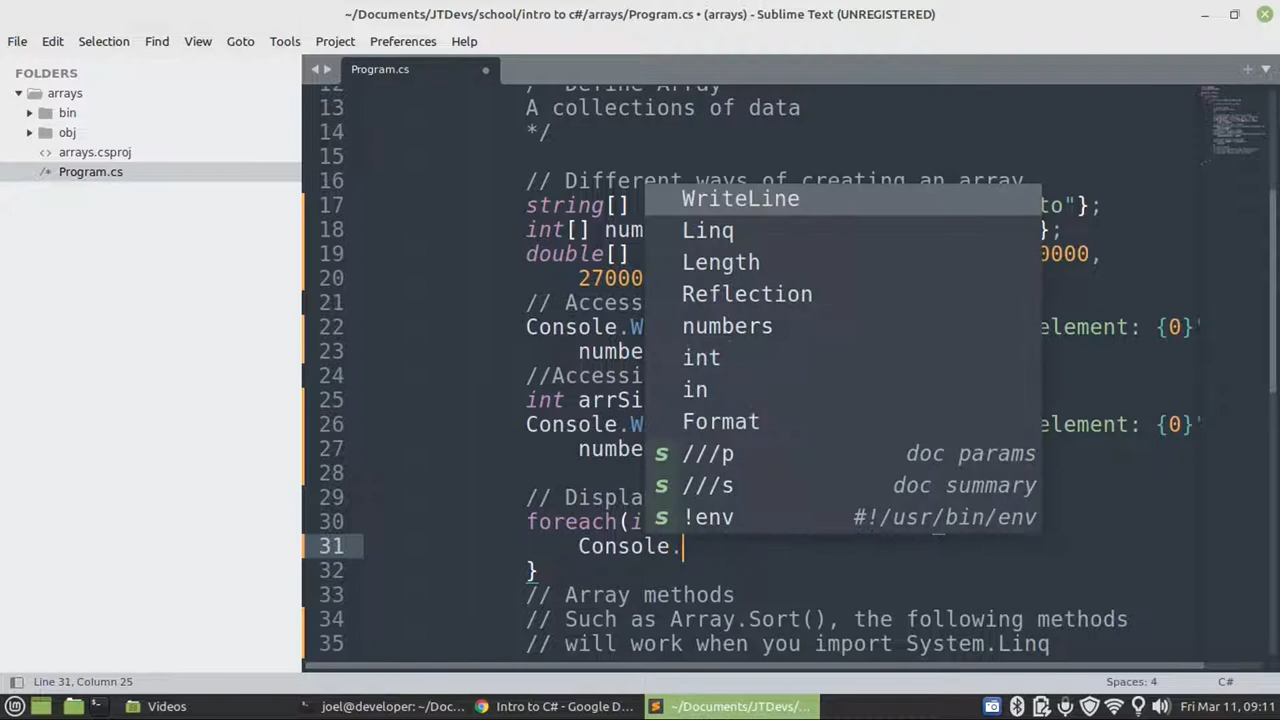 ~/Documents/JTDevs/school/intro to c#/arrays/Program.cs • (arrays) - Sublime Text (UNREGISTERED)
File Edit Selection Find View Goto Tools Project Preferences Help
FOLDERS
arrays
bin
obj
<> arrays.csproj
/* Program.cs
Program.cs
12 /* Define Array
13 A collections of data
14 */
15
16 // Different ways of creating an array
17 string[] to"};
18 int[] num };
19 double[] 0000,
20 27000
21 // Access
22 Console.W element: {0}"
23 numbe
24 //Accessi
25 int arrSi
26 Console.W element: {0}"
27 numbe
28
29 // Displa
30 foreach(i
31 Console.
32 }
33 // Array methods
34 // Such as Array.Sort(), the following methods
35 // will work when you import System.Linq
WriteLine
Linq
Length
Reflection
numbers
int
in
Format
s ///p doc params
s ///s doc summary
s !env #!/usr/bin/env
Line 31, Column 25 Spaces: 4 C#
Videos joel@developer: ~/Doc... Intro to C# - Google D... ~/Documents/JTDevs/... Fri Mar 11, 09:11